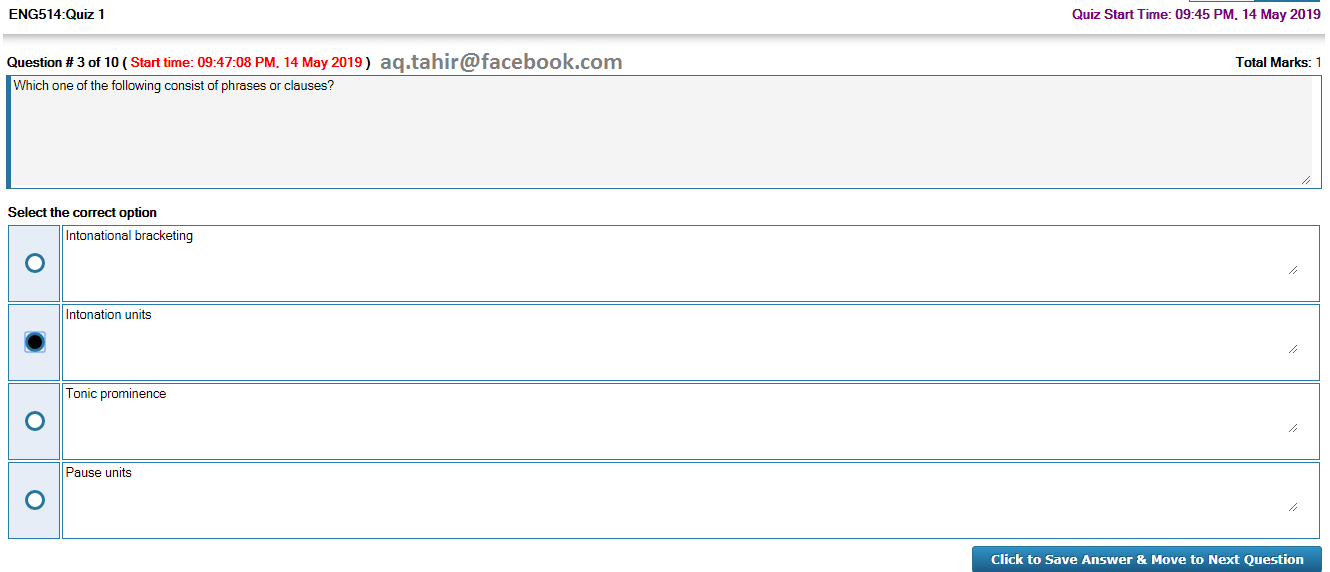 ENG514:Quiz 1
Quiz Start Time: 09:45 PM, 14 May 2019
Question # 3 of 10 ( Start time: 09:47:08 PM, 14 May 2019 ) aq.tahir@facebook.com Total Marks: 1
Which one of the following consist of phrases or clauses?
Select the correct option
Intonational bracketing
Intonation units
Tonic prominence
Pause units
Click to Save Answer & Move to Next Question